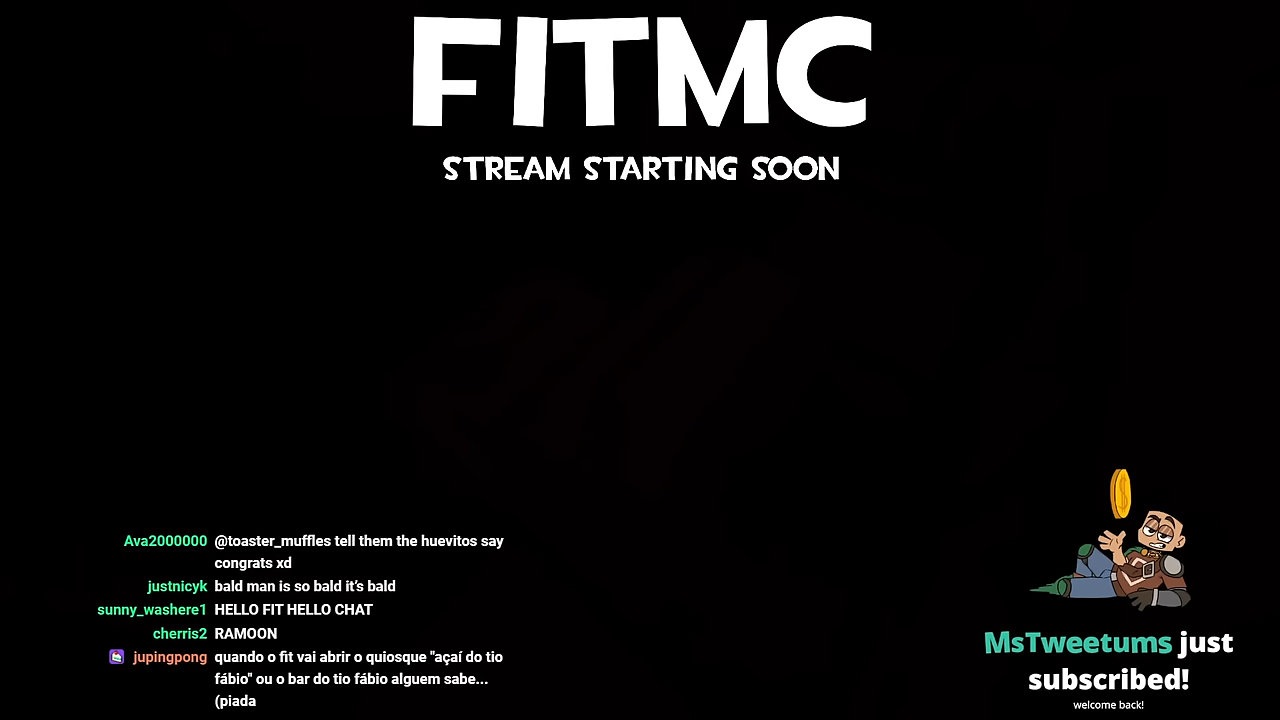 FITMC
STREAM STARTING SOON
Ava2000000 @toaster_muffles tell them the huevitos say
congrats xd
justnicyk bald man is so bald it's bald
sunny_washere1 HELLO FIT HELLO CHAT
cherris2 RAMOON
jupingpong quando o fit vai abrir o quiosque "açaí do tio
fábio" ou o bar do tio fábio alguem sabe...
(piada
MsTweetums just
subscribed!
welcome back!